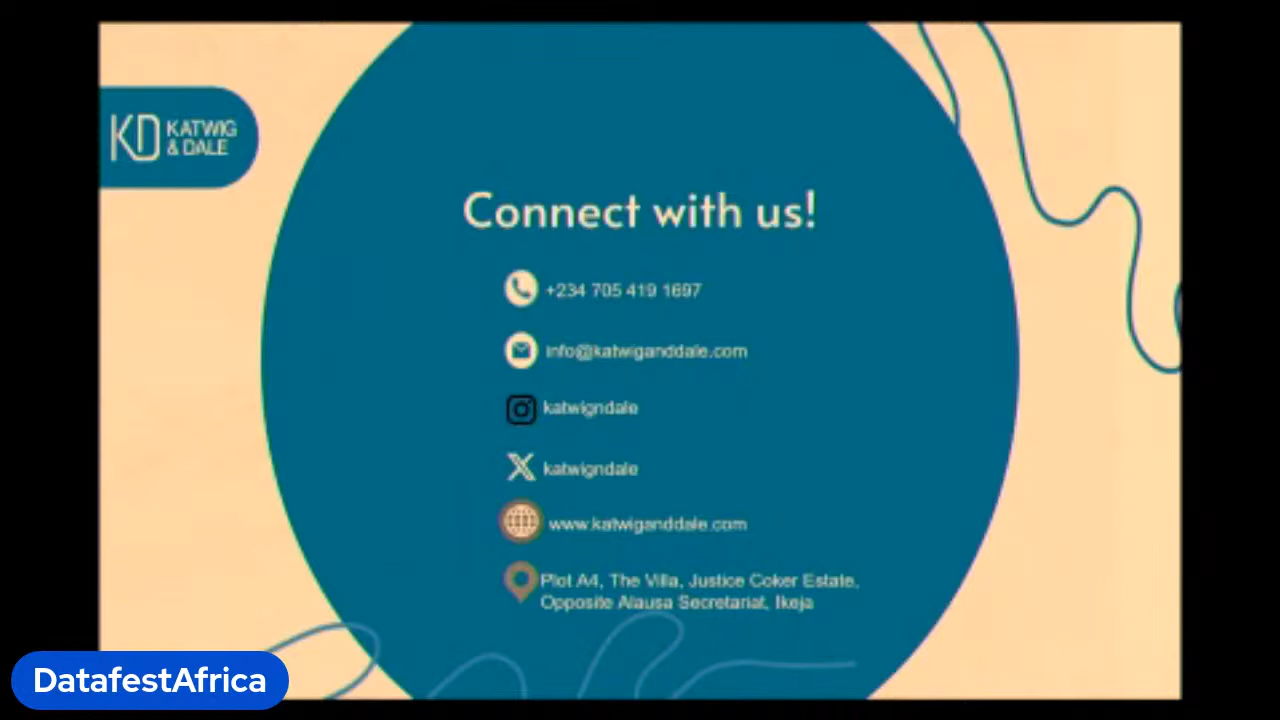 KD KATWIG
& DALE
Connect with us!
+234 705 419 1697
info@katwiganddale.com
katwigndale
katwigndale
www.katwiganddale.com
Plot A4, The Villa, Justice Coker Estate,
Opposite Alausa Secretariat, Ikeja
DatafestAfrica